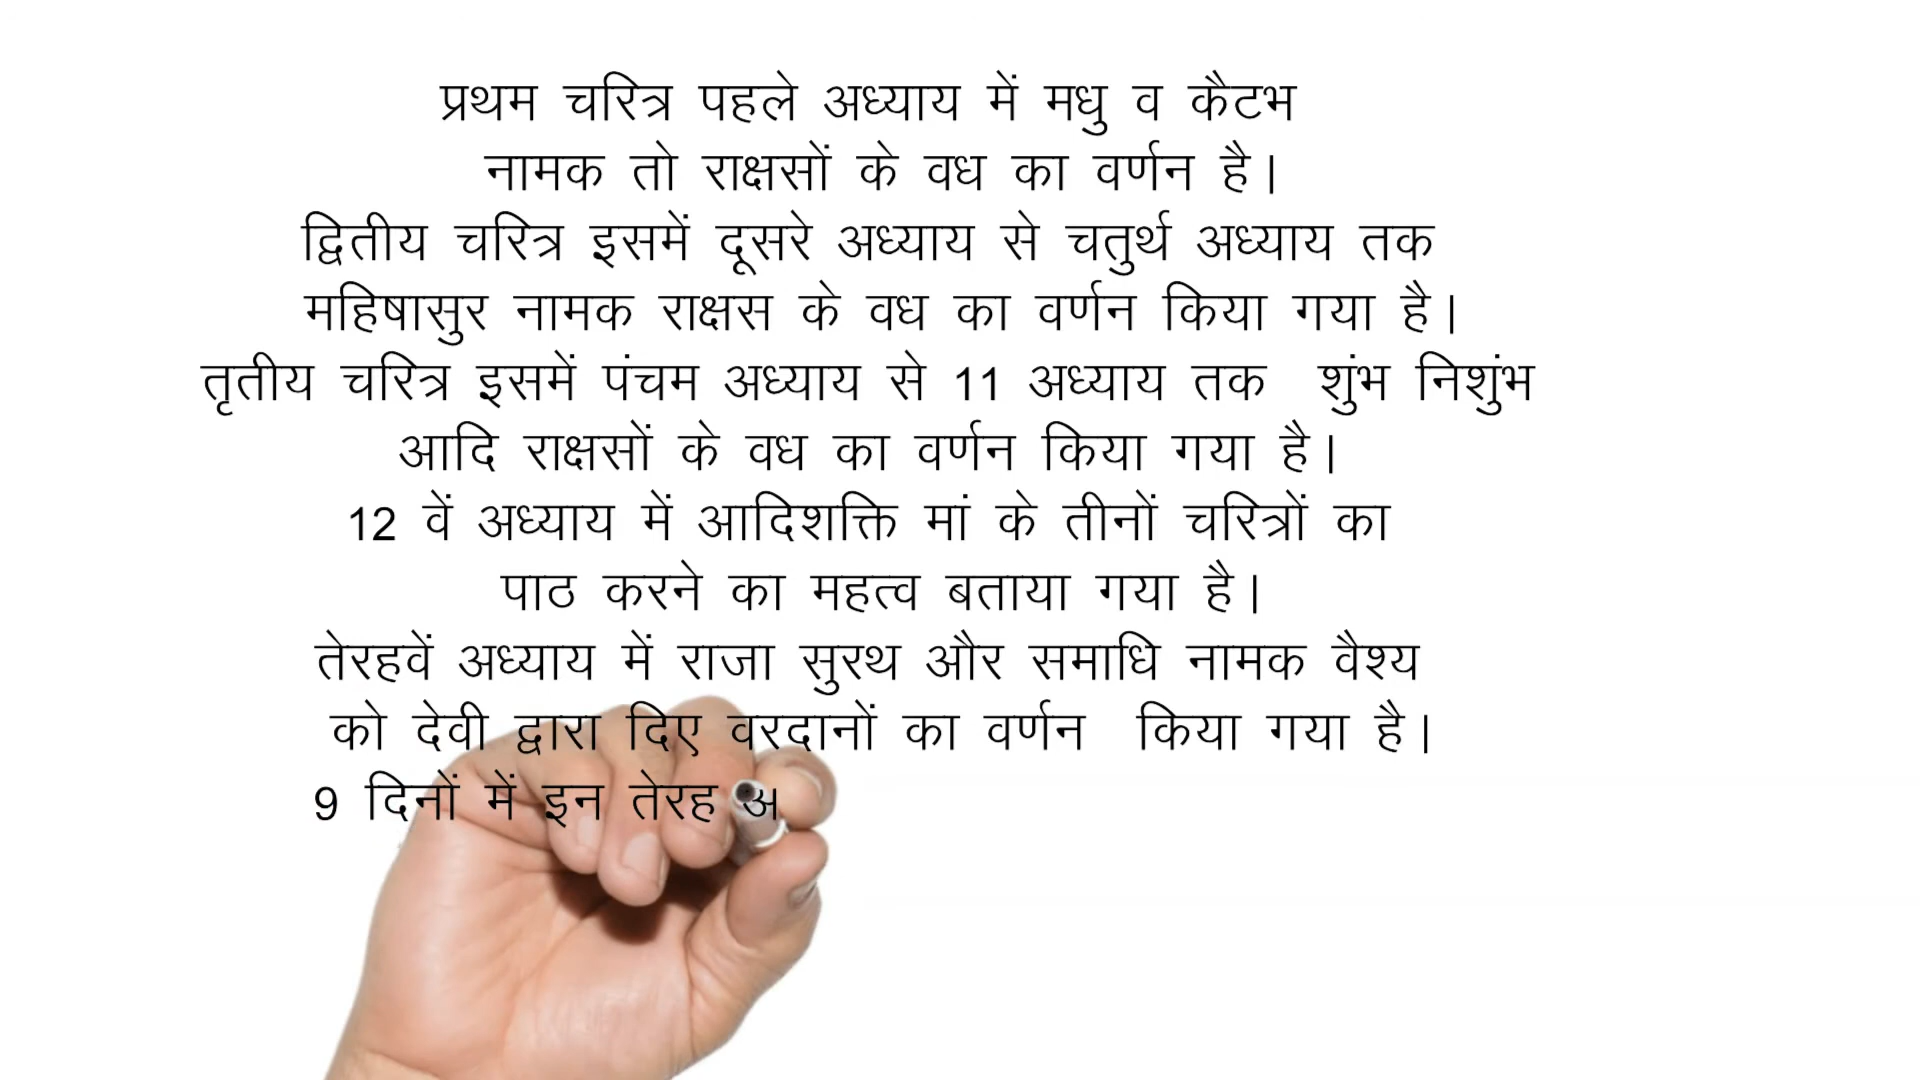 प्रथम चरित्र पहले अध्याय में मधु व कैटभ
नामक तो राक्षसों के वध का वर्णन है।
द्वितीय चरित्र इसमें दूसरे अध्याय से चतुर्थ अध्याय तक
महिषासुर नामक राक्षस के वध का वर्णन किया गया है।
तृतीय चरित्र इसमें पंचम अध्याय से 11 अध्याय तक शुंभ निशुंभ
आदि राक्षसों के वध का वर्णन किया गया है।
12 वें अध्याय में आदिशक्ति मां के तीनों चरित्रों का
पाठ करने का महत्व बताया गया है।
तेरहवें अध्याय में राजा सुरथ और समाधि नामक वैश्य
को देवी द्वारा दिए वरदानों का वर्णन किया गया है।
9 दिनों में इन तेरह अ